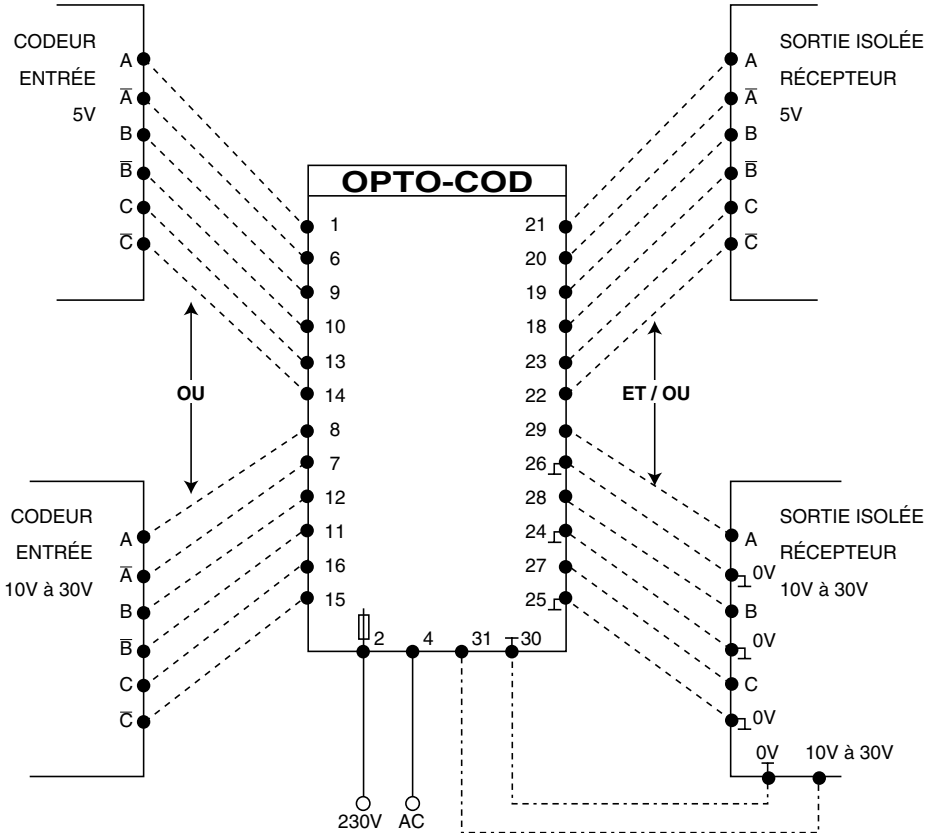 CODEUR
ENTRÉE
5V
A
A̅
B
B̅
C
C̅
OU
CODEUR
ENTRÉE
10V à 30V
A
A̅
B
B̅
C
C̅
OPTO-COD
1
6
9
10
13
14
8
7
12
11
16
15
21
20
19
18
23
22
29
26
28
24
27
25
2
4
31
30
230V
AC
SORTIE ISOLÉE
RÉCEPTEUR
5V
A
A̅
B
B̅
C
C̅
ET / OU
SORTIE ISOLÉE
RÉCEPTEUR
10V à 30V
A
0V
B
0V
C
0V
0V
10V à 30V